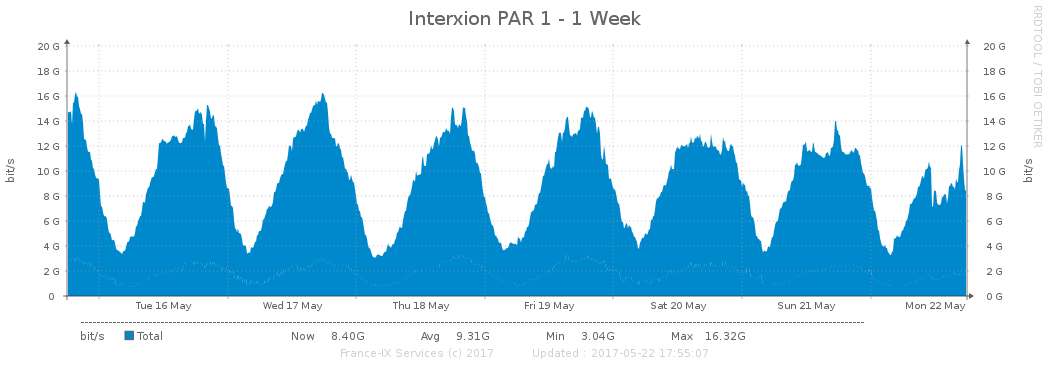 Interxion PAR 1 - 1 Week
RRDTOOL / TOBI OETIKER
20 G 20 G
18 G 18 G
16 G 16 G
14 G 14 G
12 G 12 G
10 G 10 G
8 G 8 G
6 G 6 G
4 G 4 G
2 G 2 G
0 0 G
bit/s bit/s
Tue 16 May Wed 17 May Thu 18 May Fri 19 May Sat 20 May Sun 21 May Mon 22 May
bit/s Total Now 8.40G Avg 9.31G Min 3.04G Max 16.32G
France-IX Services (c) 2017 Updated : 2017-05-22 17:55:07